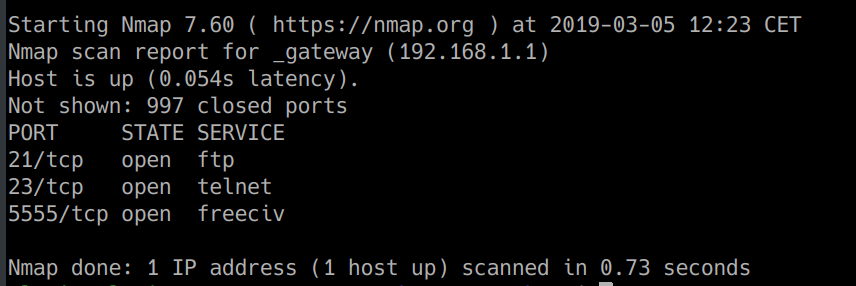 Starting Nmap 7.60 ( https://nmap.org ) at 2019-03-05 12:23 CET
Nmap scan report for _gateway (192.168.1.1)
Host is up (0.054s latency).
Not shown: 997 closed ports
PORT     STATE SERVICE
21/tcp   open  ftp
23/tcp   open  telnet
5555/tcp open  freeciv
Nmap done: 1 IP address (1 host up) scanned in 0.73 seconds